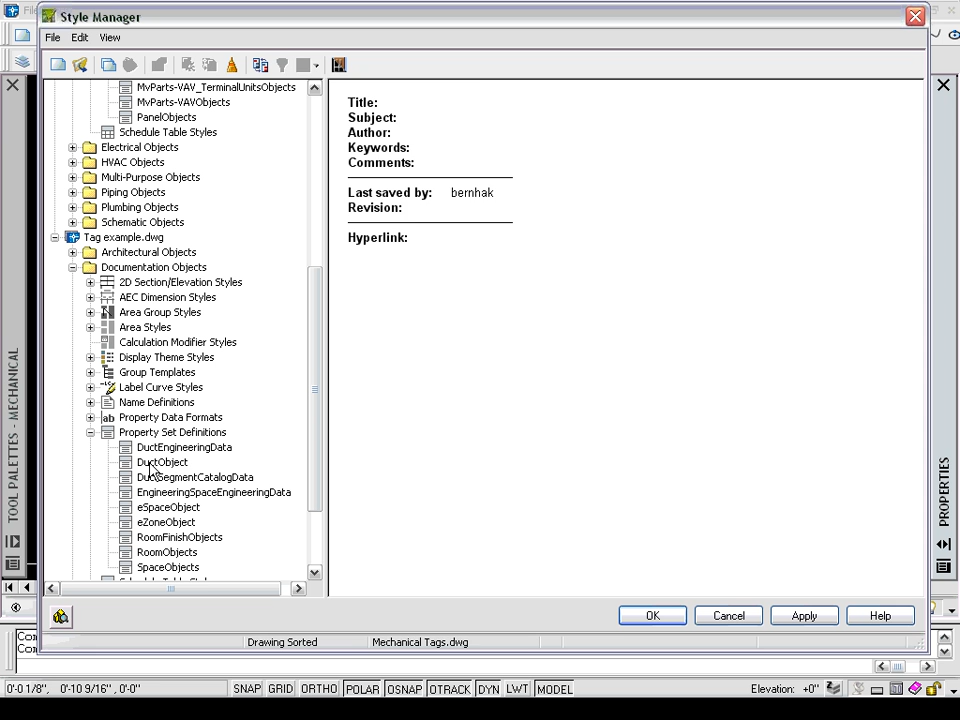 Style Manager
File Edit View
MvParts-VAV_TerminalUnitsObjects
MvParts-VAVObjects
PanelObjects
Schedule Table Styles
Electrical Objects
HVAC Objects
Multi-Purpose Objects
Piping Objects
Plumbing Objects
Schematic Objects
Tag example.dwg
Architectural Objects
Documentation Objects
2D Section/Elevation Styles
AEC Dimension Styles
Area Group Styles
Area Styles
Calculation Modifier Styles
Display Theme Styles
Group Templates
Label Curve Styles
Name Definitions
Property Data Formats
Property Set Definitions
DuctEngineeringData
DuctObject
DuctSegmentCatalogData
EngineeringSpaceEngineeringData
eSpaceObject
eZoneObject
RoomFinishObjects
RoomObjects
SpaceObjects
Title:
Subject:
Author:
Keywords:
Comments:
Last saved by: bernhak
Revision:
Hyperlink:
TOOL PALETTES - MECHANICAL
PROPERTIES
OK Cancel Apply Help
Drawing Sorted Mechanical Tags.dwg
Com
Com
0'-0 1/8", 0'-10 9/16", 0'-0" SNAP GRID ORTHO POLAR OSNAP OTRACK DYN LWT MODEL Elevation: +0"